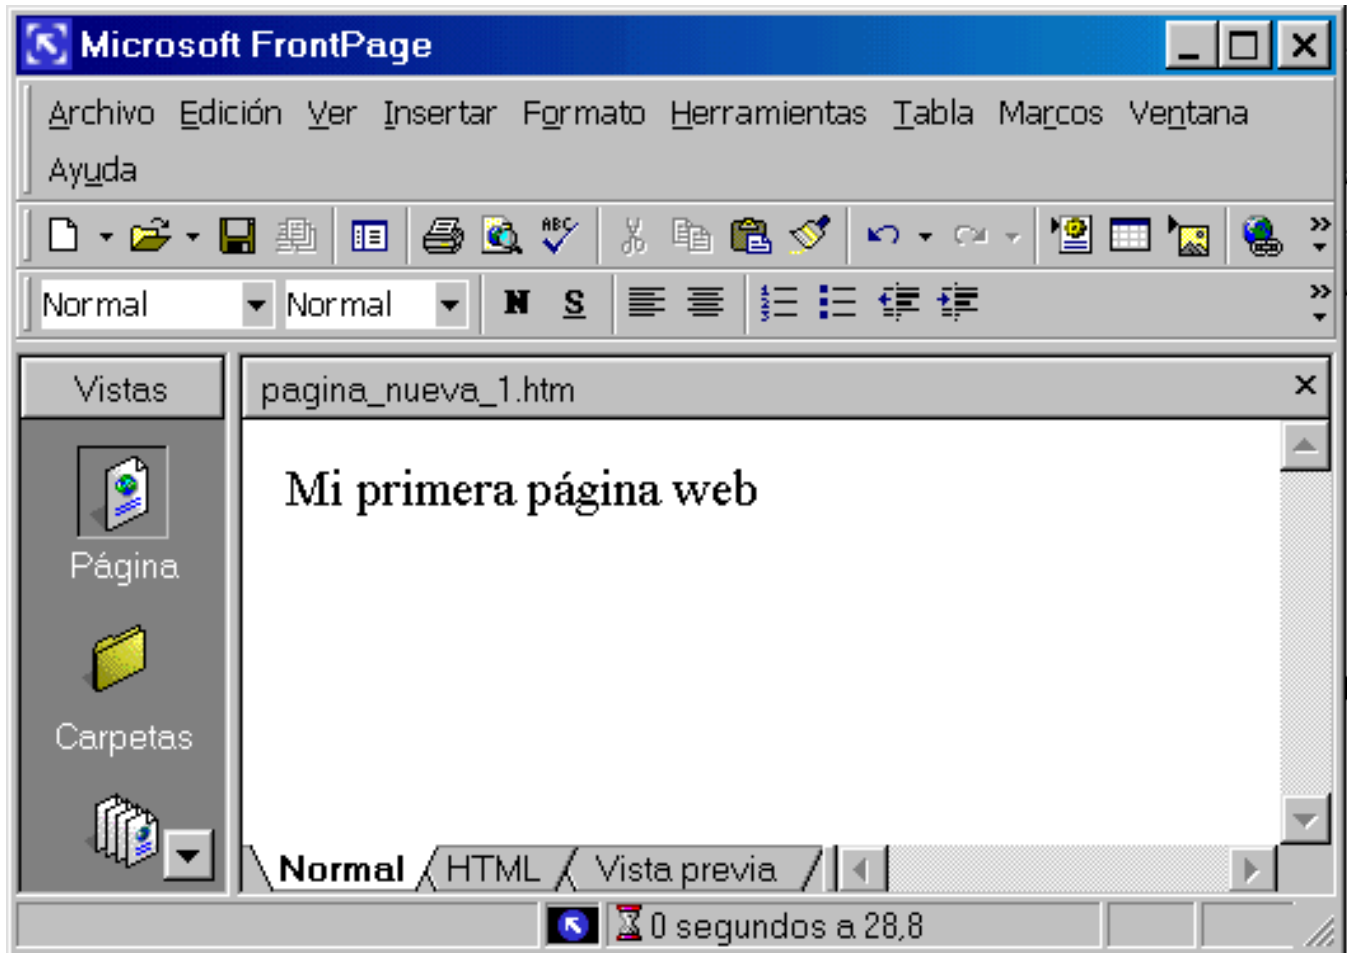 Microsoft FrontPage
Archivo Edición Ver Insertar Formato Herramientas Tabla Marcos Ventana
Ayuda
ABC
Normal Normal N S
Vistas pagina_nueva_1.htm
Mi primera página web
Página
Carpetas
Normal HTML Vista previa
0 segundos a 28,8